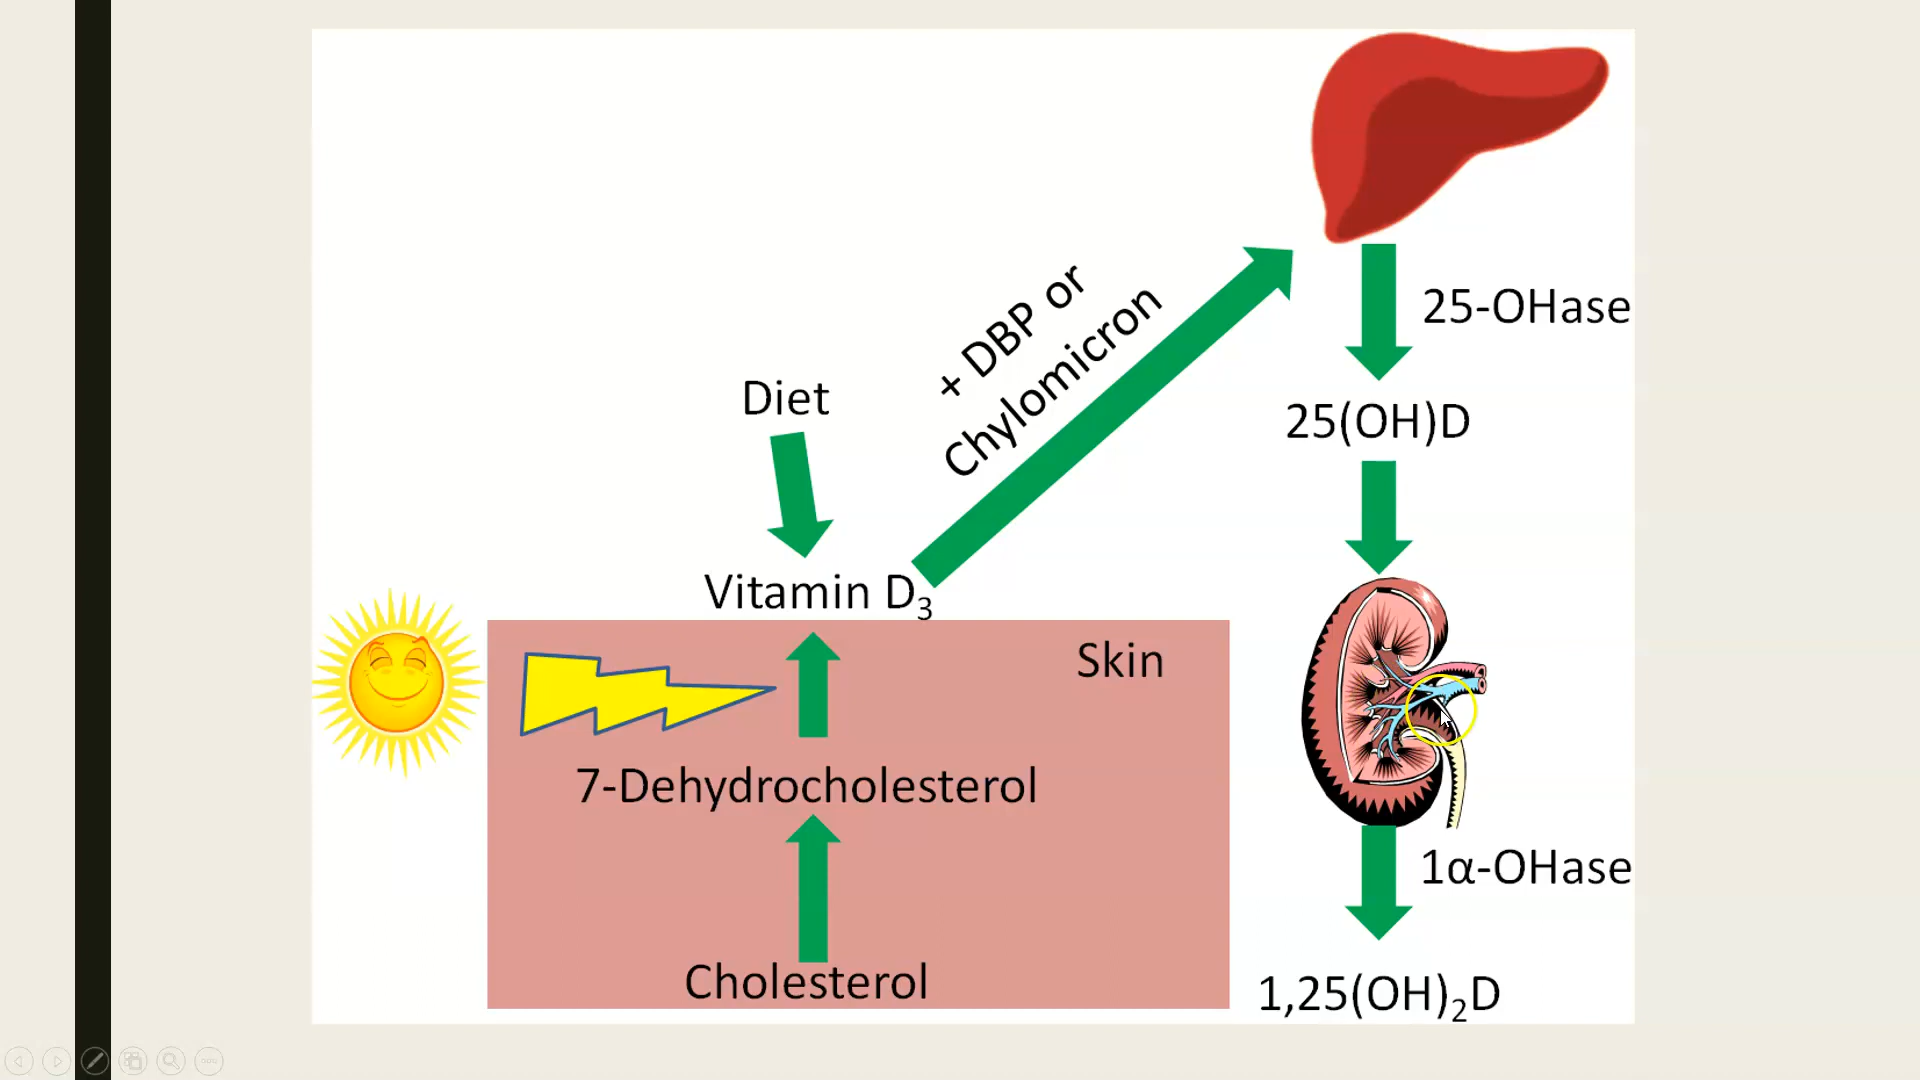 25-OHase
+ DBP or
Chylomicron
Diet
25(OH)D
Vitamin D₃
Skin
7-Dehydrocholesterol
1α-OHase
Cholesterol
1,25(OH)₂D